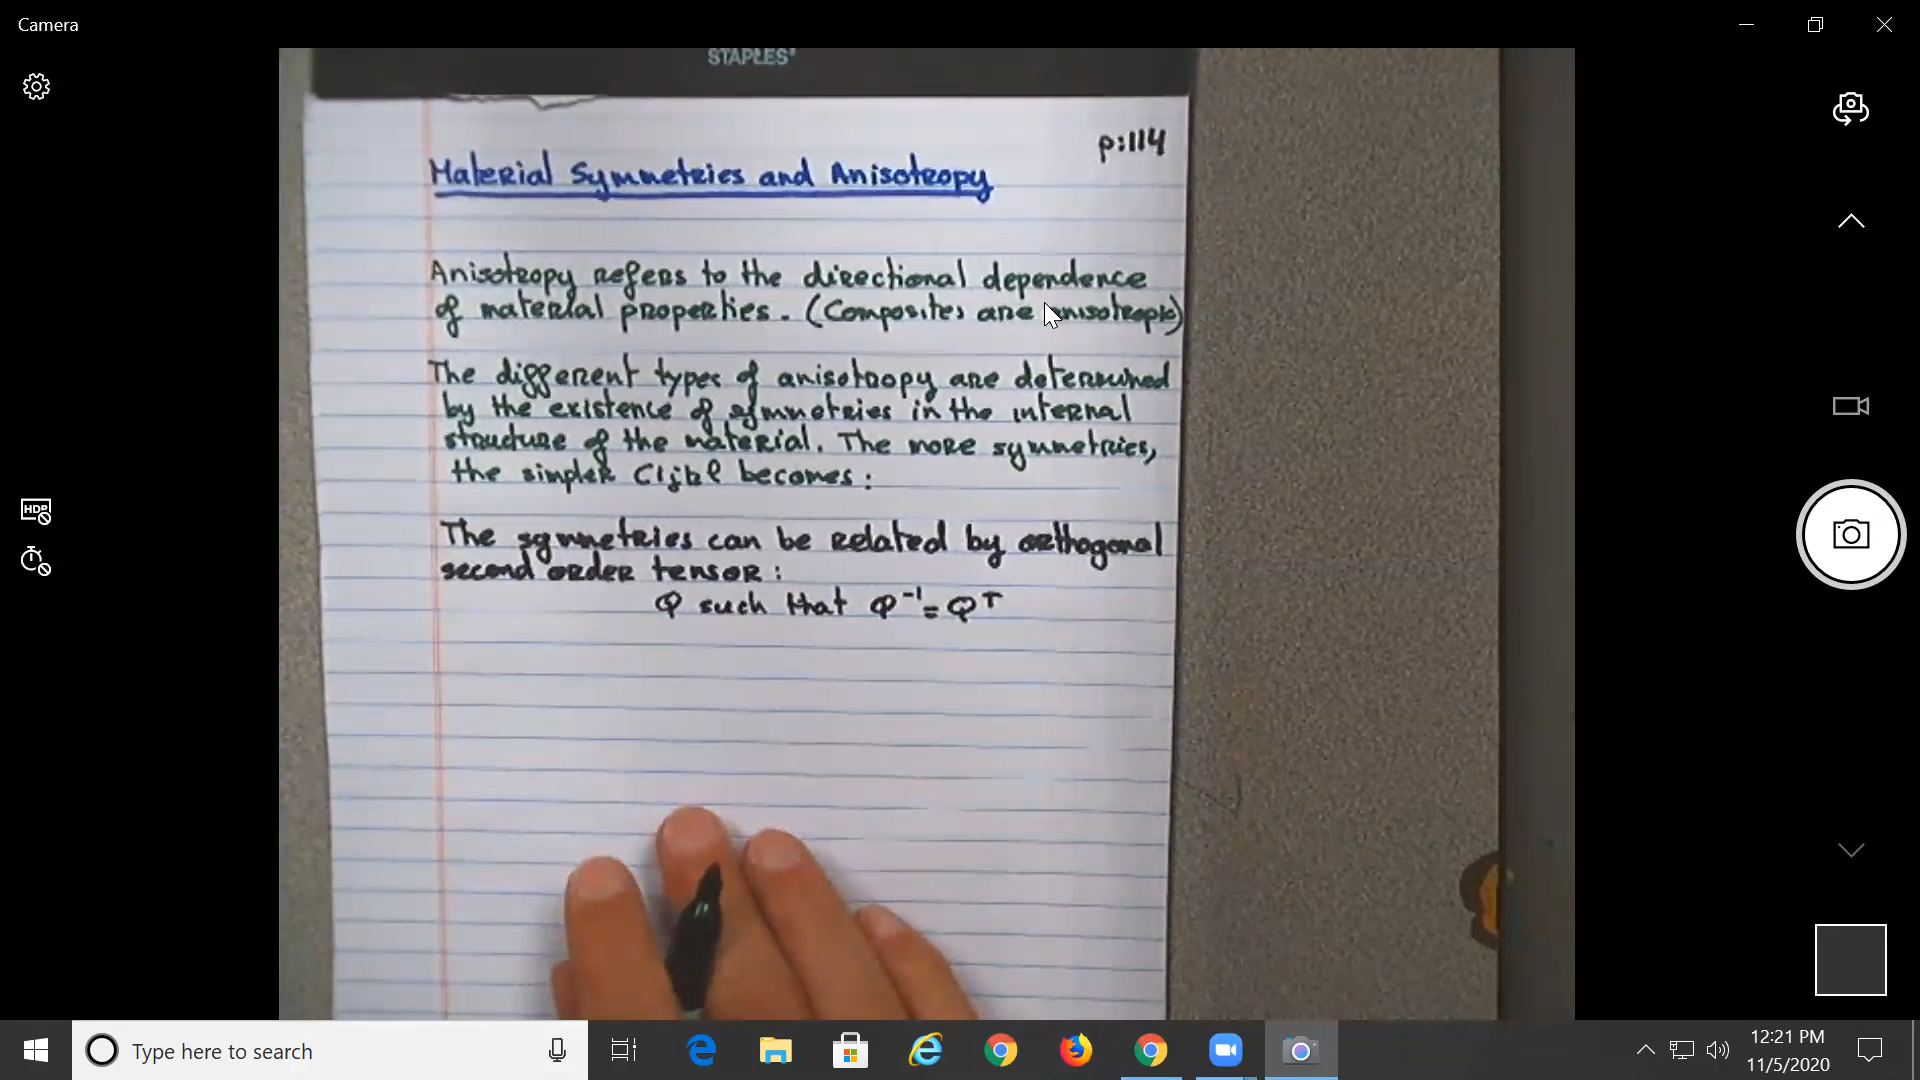 Camera
STAPLES
p:114
Material Symmetries and Anisotropy
Anisotropy refers to the directional dependence
of material properties. (Composites are anisotropic)
The different types of anisotropy are determined
by the existence of symmetries in the internal
structure of the material. The more symmetries,
the simpler Cijkl becomes:
The symmetries can be related by orthogonal
second order tensor:
Q such that Q⁻¹ = Qᵀ
HDR
Type here to search
12:21 PM
11/5/2020